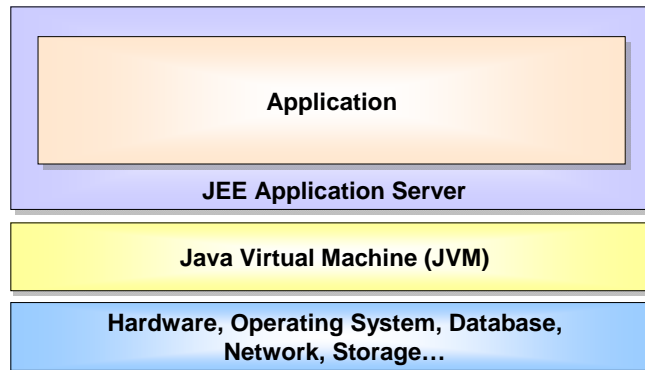 Application
JEE Application Server
Java Virtual Machine (JVM)
Hardware, Operating System, Database,
Network, Storage…